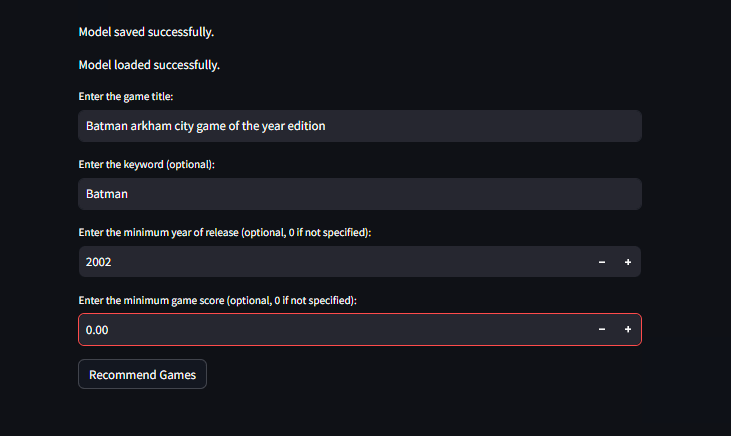 Model saved successfully.
Model loaded successfully.
Enter the game title:
Batman arkham city game of the year edition
Enter the keyword (optional):
Batman
Enter the minimum year of release (optional, 0 if not specified):
2002 − +
Enter the minimum game score (optional, 0 if not specified):
0.00 − +
Recommend Games